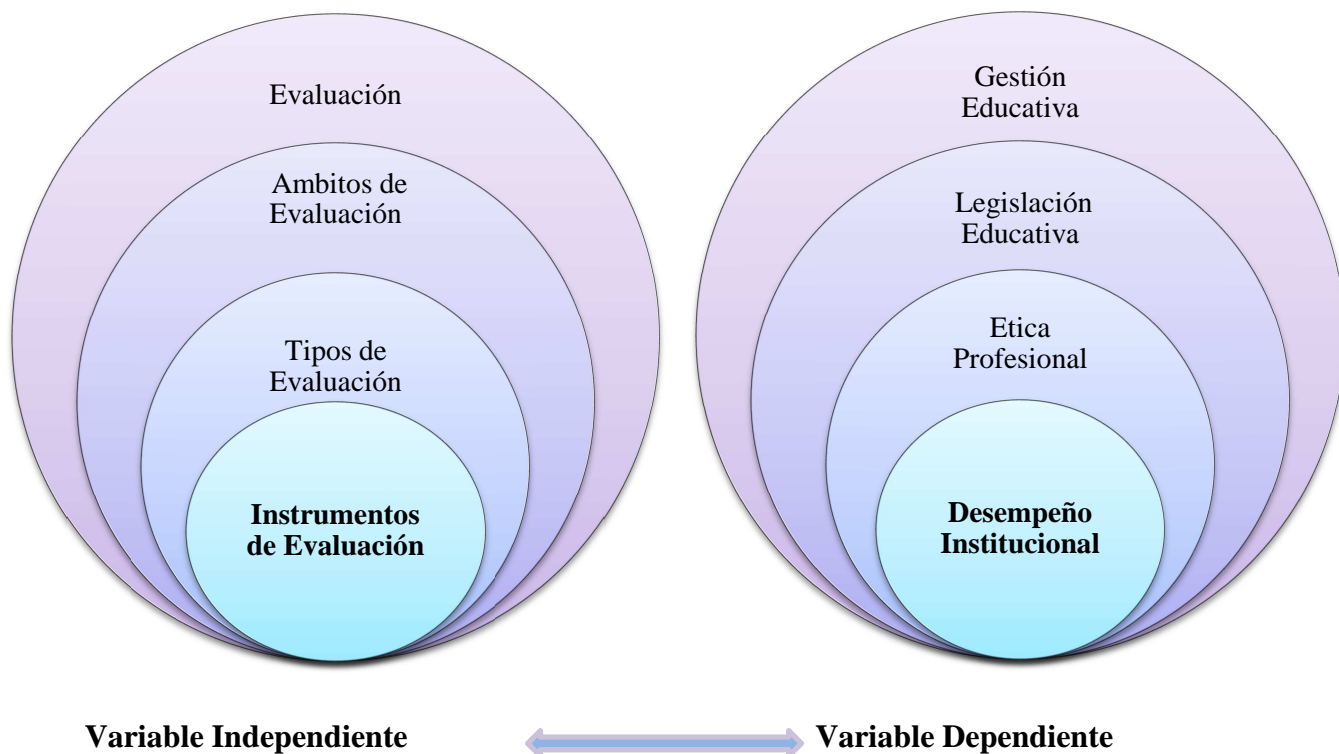 Evaluación
Ambitos de
Evaluación
Tipos de
Evaluación
Instrumentos
de Evaluación
Gestión
Educativa
Legislación
Educativa
Etica
Profesional
Desempeño
Institucional
Variable Independiente
Variable Dependiente